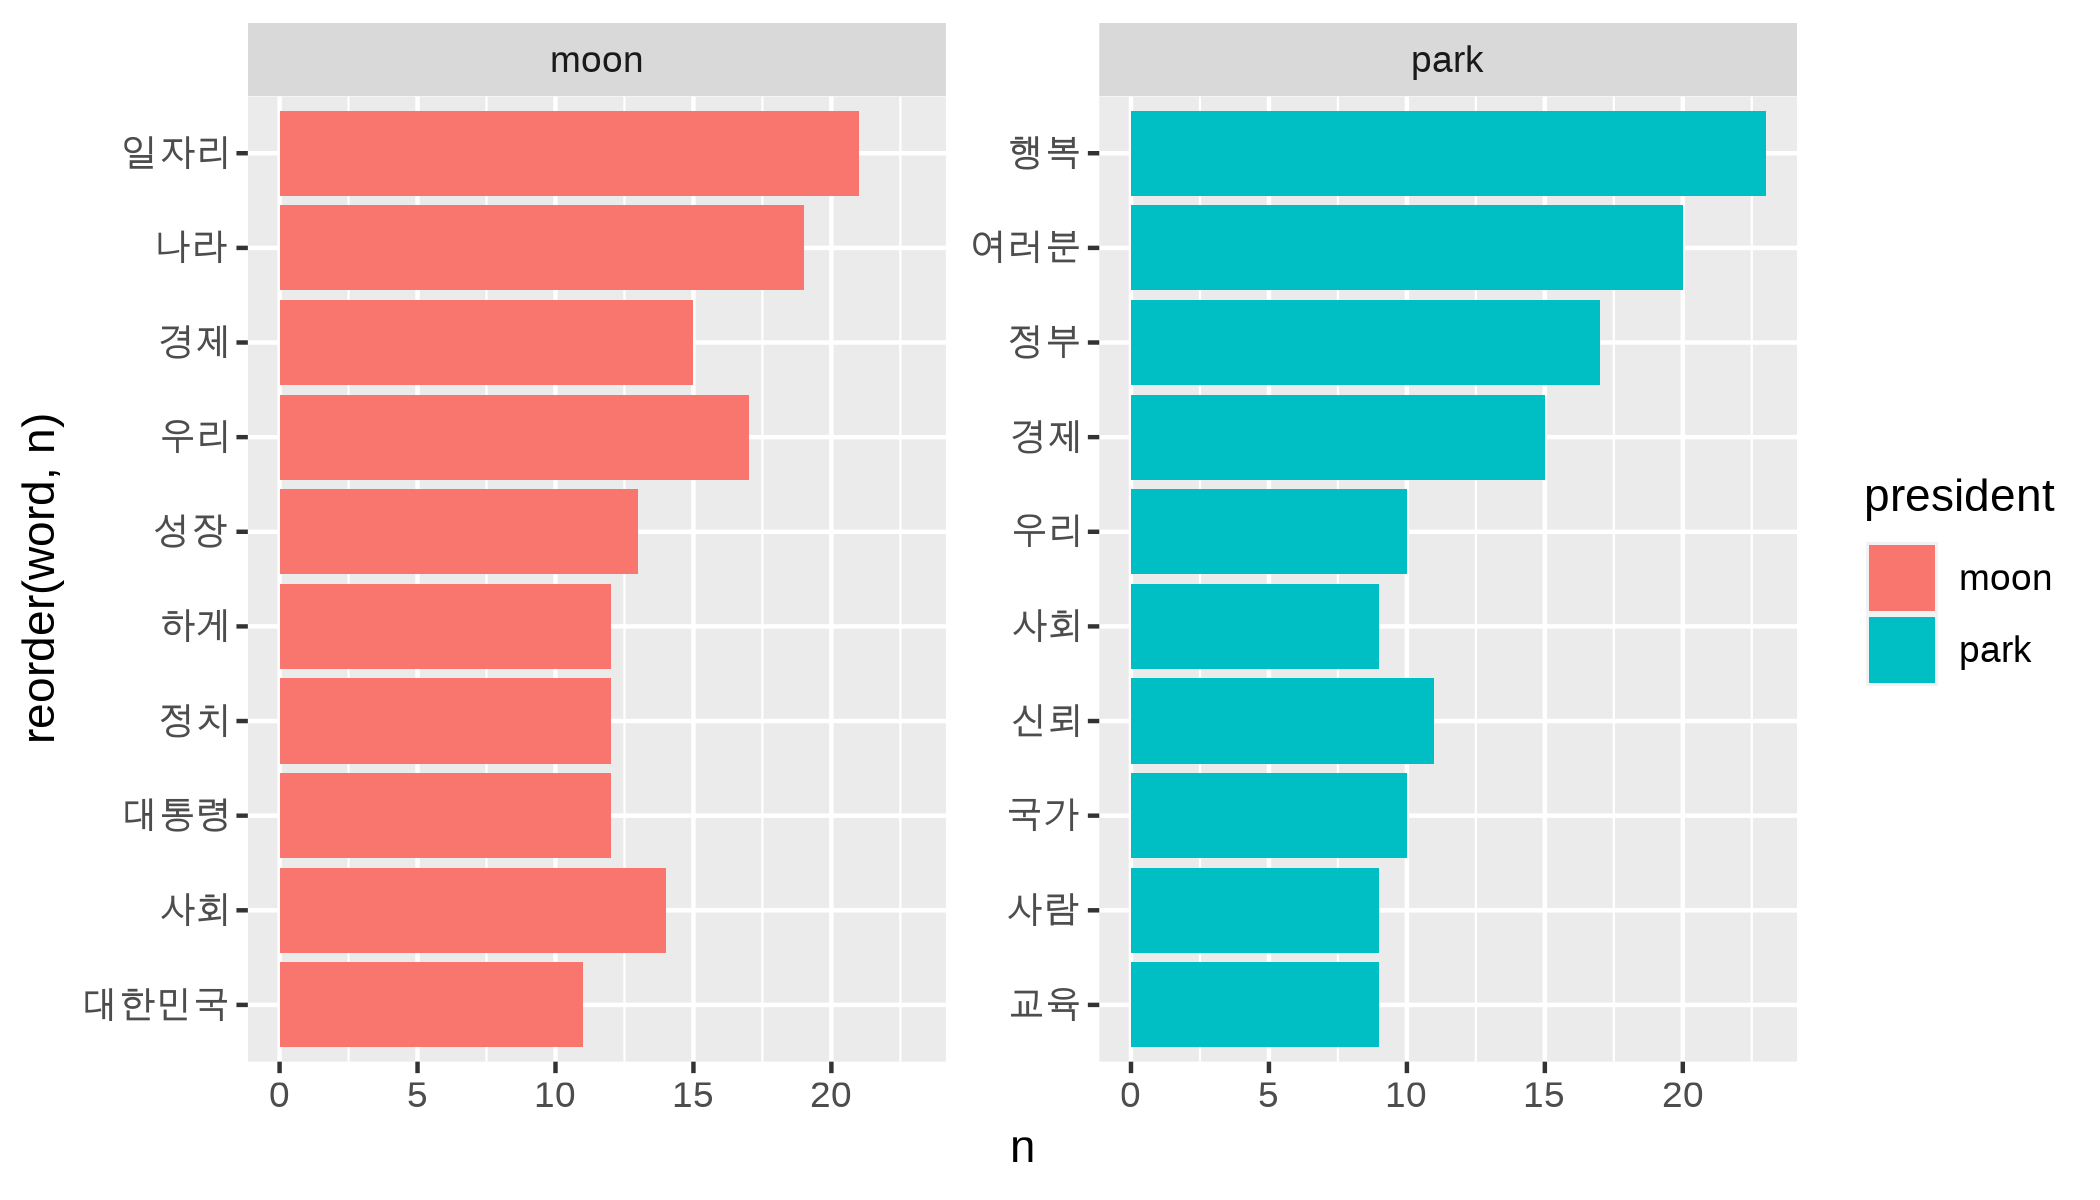 moon
park
reorder(word, n)
일자리
나라
경제
우리
성장
하게
정치
대통령
사회
대한민국
0 5 10 15 20
행복
여러분
정부
경제
우리
사회
신뢰
국가
사람
교육
0 5 10 15 20
n
president
moon
park